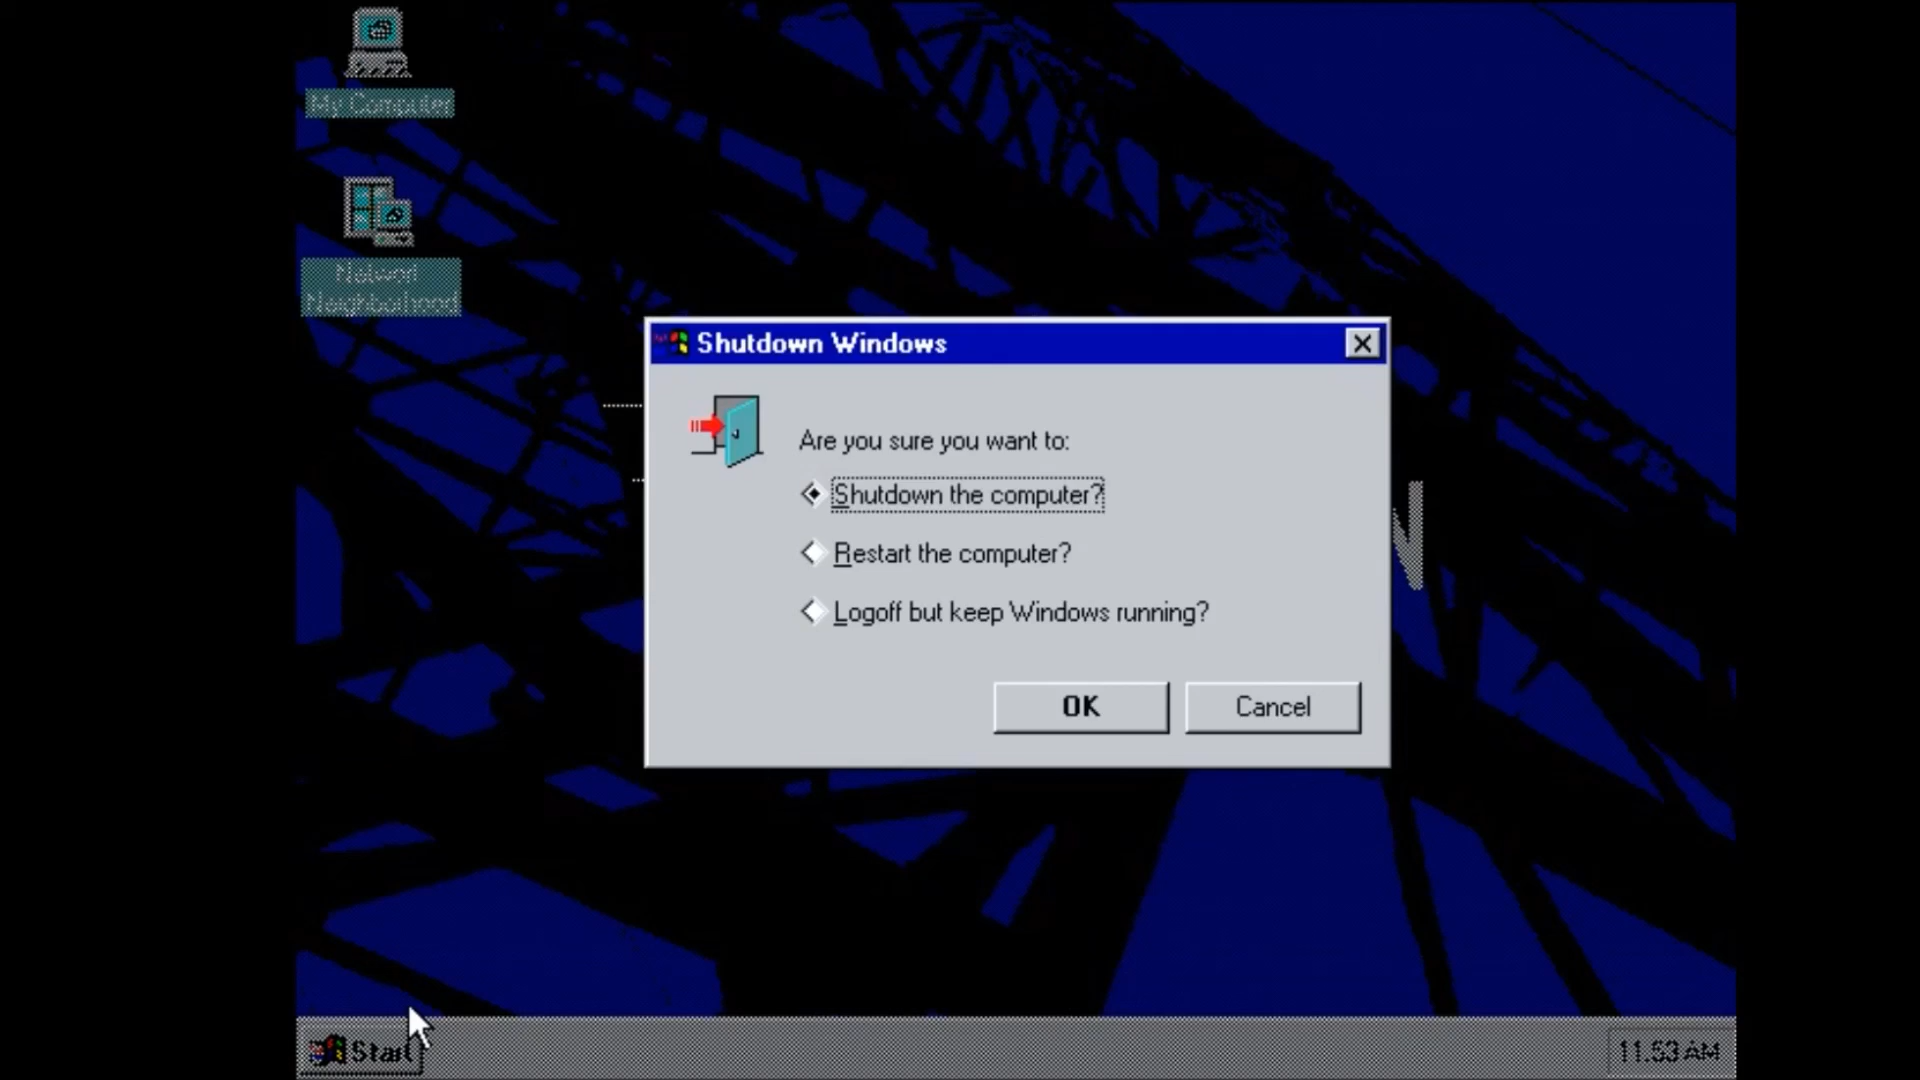 My Computer
Network
Neighborhood
Shutdown Windows
Are you sure you want to:
Shutdown the computer?
Restart the computer?
Logoff but keep Windows running?
OK
Cancel
Start
11:53 AM